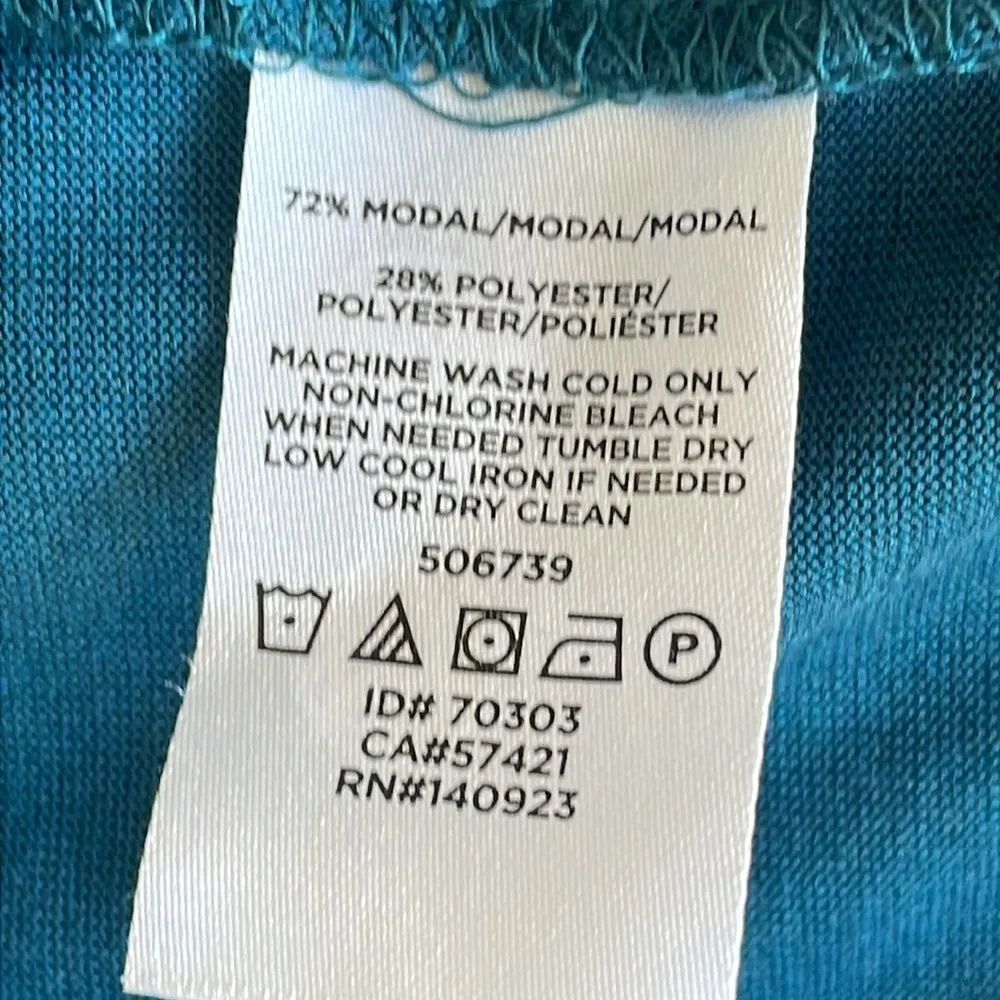 72% MODAL/MODAL/MODAL
28% POLYESTER/
POLYESTER/POLIÉSTER
MACHINE WASH COLD ONLY
NON-CHLORINE BLEACH
WHEN NEEDED TUMBLE DRY
LOW COOL IRON IF NEEDED
OR DRY CLEAN
506739
P
ID# 70303
CA#57421
RN#140923